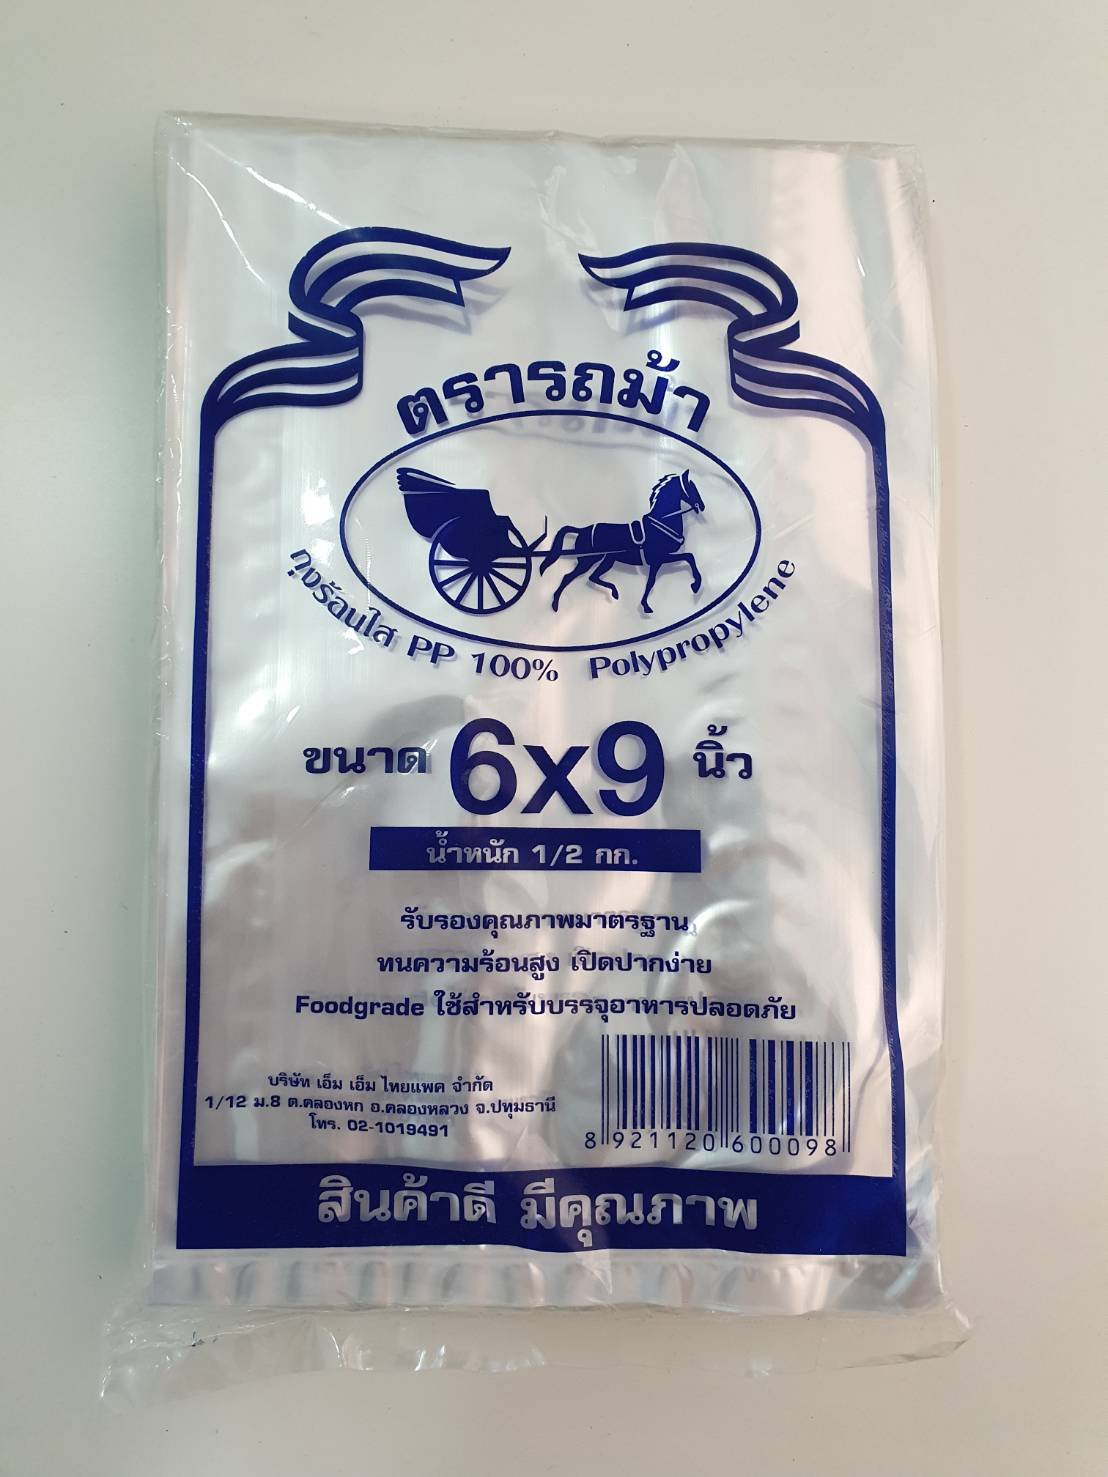 ตรารถม้า
ถุงร้อนใส PP 100% Polypropylene
ขนาด 6x9 นิ้ว
น้ำหนัก 1/2 กก.
รับรองคุณภาพมาตรฐาน
ทนความร้อนสูง เปิดปากง่าย
Foodgrade ใช้สำหรับบรรจุอาหารปลอดภัย
บริษัท เอ็ม เอ็ม ไทยแพค จำกัด
1/12 ม.8 ต.คลองหก อ.คลองหลวง จ.ปทุมธานี
โทร. 02-1019491
8 921120 600098
สินค้าดี มีคุณภาพ